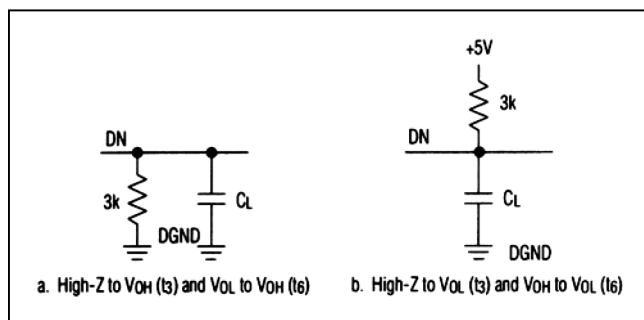 +5V
3k
DN
DN
3k
CL
CL
DGND
DGND
a. High-Z to VOH (t3) and VOL to VOH (t6)
b. High-Z to VOL (t3) and VOH to VOL (t6)